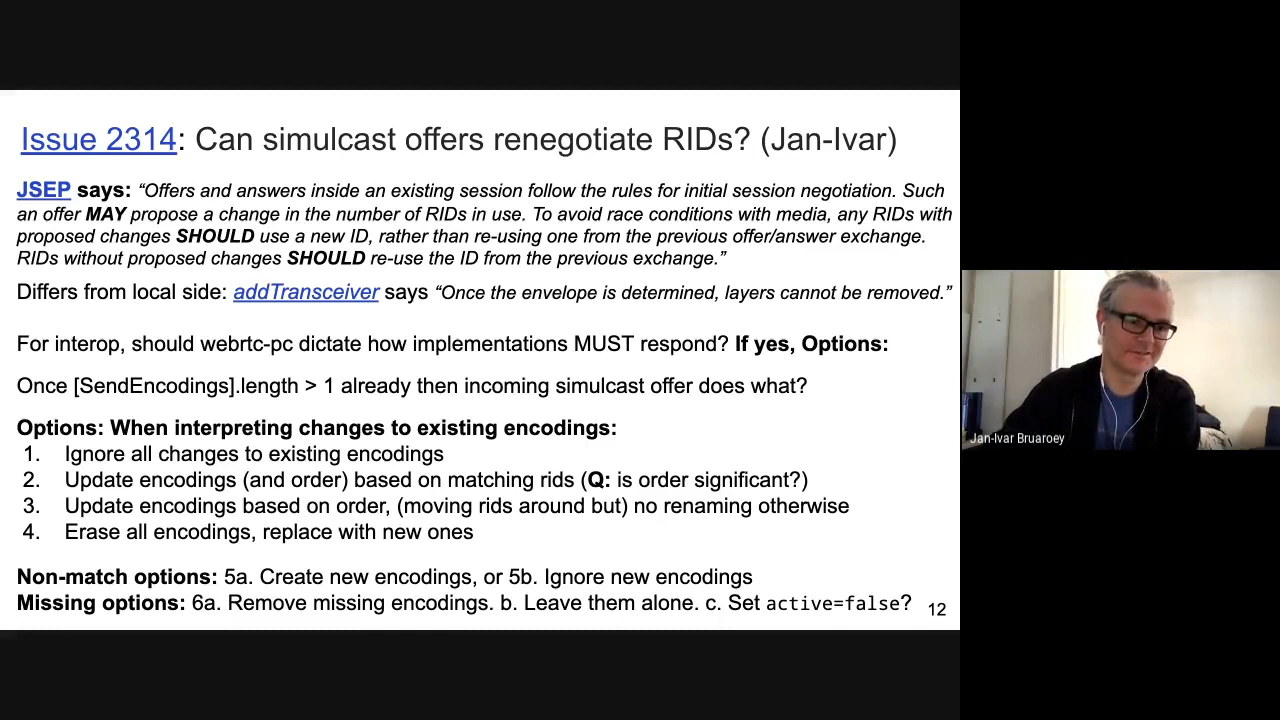 Issue 2314: Can simulcast offers renegotiate RIDs? (Jan-Ivar)
JSEP says: “Offers and answers inside an existing session follow the rules for initial session negotiation. Such
an offer MAY propose a change in the number of RIDs in use. To avoid race conditions with media, any RIDs with
proposed changes SHOULD use a new ID, rather than re-using one from the previous offer/answer exchange.
RIDs without proposed changes SHOULD re-use the ID from the previous exchange.”
Differs from local side: addTransceiver says “Once the envelope is determined, layers cannot be removed.”
For interop, should webrtc-pc dictate how implementations MUST respond? If yes, Options:
Once [SendEncodings].length > 1 already then incoming simulcast offer does what?
Options: When interpreting changes to existing encodings:
1. Ignore all changes to existing encodings
2. Update encodings (and order) based on matching rids (Q: is order significant?)
3. Update encodings based on order, (moving rids around but) no renaming otherwise
4. Erase all encodings, replace with new ones
Non-match options: 5a. Create new encodings, or 5b. Ignore new encodings
Missing options: 6a. Remove missing encodings. b. Leave them alone. c. Set active=false?
12
Jan-Ivar Bruaroey